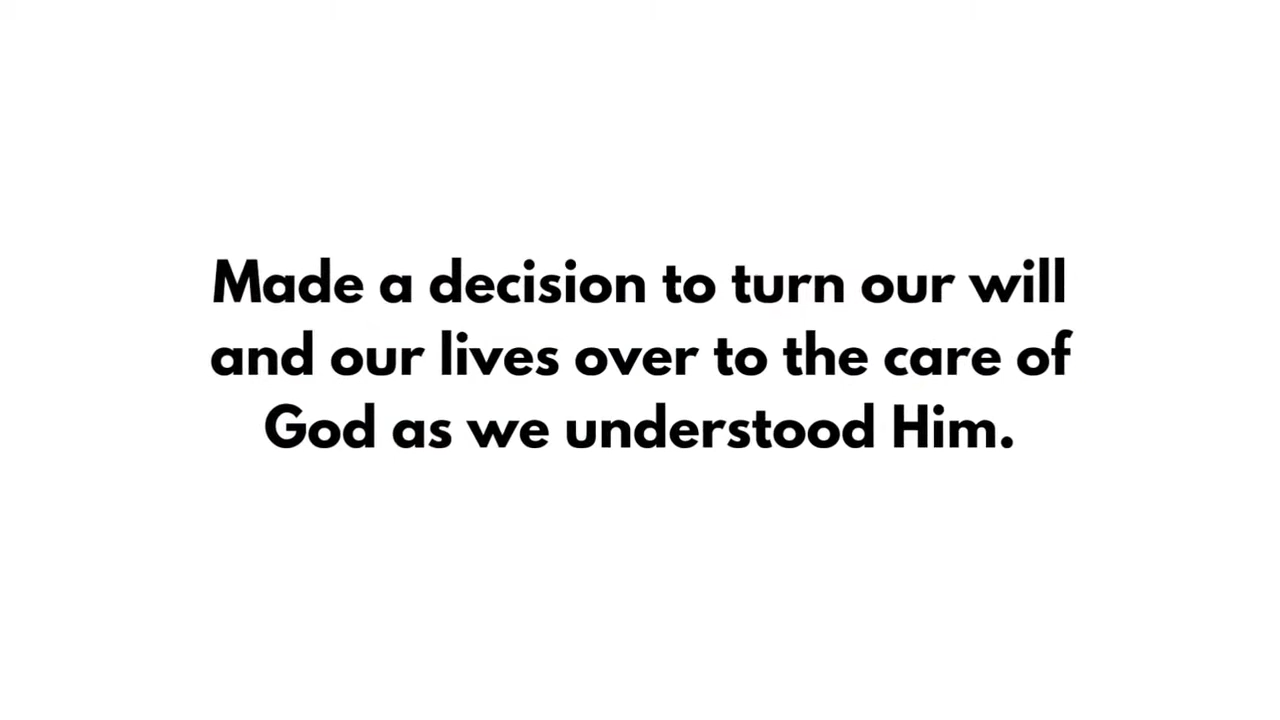 Made a decision to turn our will
and our lives over to the care of
God as we understood Him.